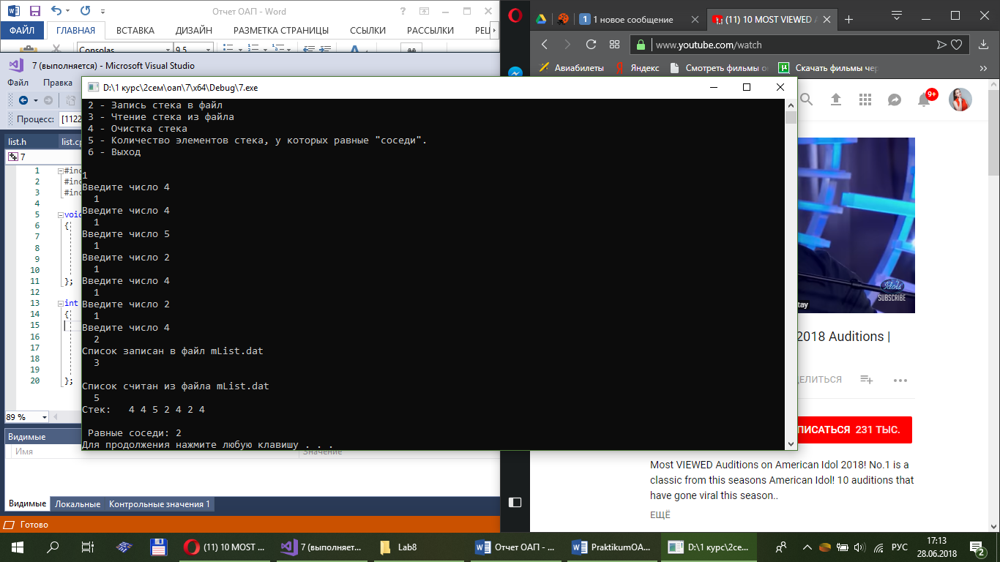 Отчет ОАП - Word
ФАЙЛ ГЛАВНАЯ ВСТАВКА ДИЗАЙН РАЗМЕТКА СТРАНИЦЫ ССЫЛКИ РАССЫЛКИ РЕЦ
Consolas 9,5
7 (выполняется) - Microsoft Visual Studio
Файл Правка
Процесс: [1122
list.h list.cp
7
1 #inc
2 #inc
3 #inc
4
5 void
6 {
7
8
9
10
11 };
12
13 int
14 {
15
16
17
18
19
20 };
89 %
Видимые
Имя Значение
Видимые Локальные Контрольные значения 1
Готово
D:\1 курс\2сем\оап\7\x64\Debug\7.exe
2 - Запись стека в файл
3 - Чтение стека из файла
4 - Очистка стека
5 - Количество элементов стека, у которых равные "соседи".
6 - Выход
1
Введите число 4
1
Введите число 4
1
Введите число 5
1
Введите число 2
1
Введите число 4
1
Введите число 2
1
Введите число 4
2
Список записан в файл mList.dat
3
Список считан из файла mList.dat
5
Стек: 4 4 5 2 4 2 4
Равные соседи: 2
Для продолжения нажмите любую клавишу . . .
1 1 новое сообщение (11) 10 MOST VIEWED A
www.youtube.com/watch
Авиабилеты Яндекс Смотреть фильмы о Скачать фильмы чер
9+
Idols
SUBSCRIBE
tay
2018 Auditions |
ЕЛИТЬСЯ
ПИСАТЬСЯ 231 ТЫС.
Most VIEWED Auditions on American Idol 2018! No.1 is a
classic from this seasons American Idol! 10 auditions that
have gone viral this season..
ЕЩЁ
(11) 10 MOST ... 7 (выполняет... Lab8 Отчет ОАП - ... PraktikumOA... D:\1 курс\2се... РУС 17:13
28.06.2018 2